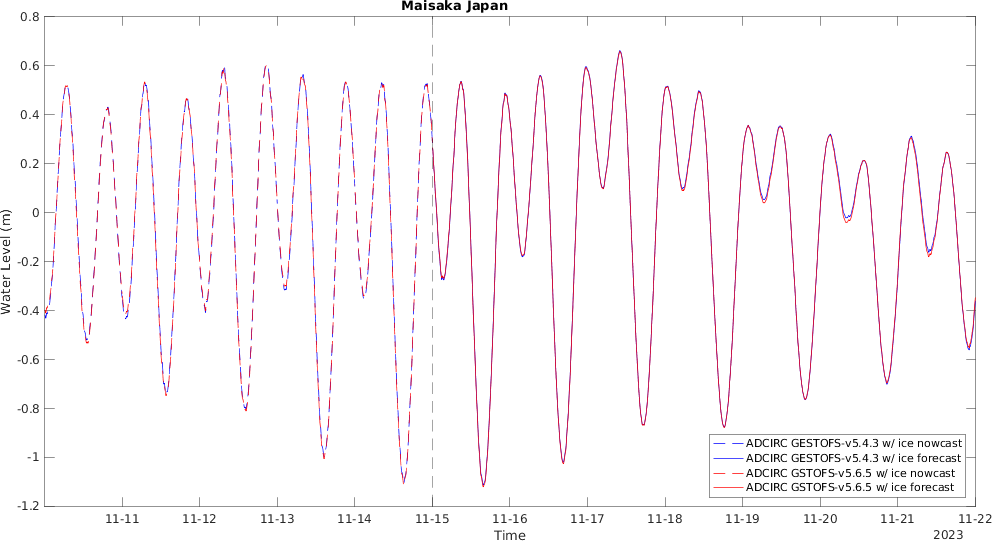 Maisaka Japan
0.8
0.6
0.4
0.2
0
-0.2
-0.4
-0.6
-0.8
-1
-1.2
Water Level (m)
11-11 11-12 11-13 11-14 11-15 11-16 11-17 11-18 11-19 11-20 11-21 11-22
Time
2023
ADCIRC GESTOFS-v5.4.3 w/ ice nowcast
ADCIRC GESTOFS-v5.4.3 w/ ice forecast
ADCIRC GSTOFS-v5.6.5 w/ ice nowcast
ADCIRC GSTOFS-v5.6.5 w/ ice forecast